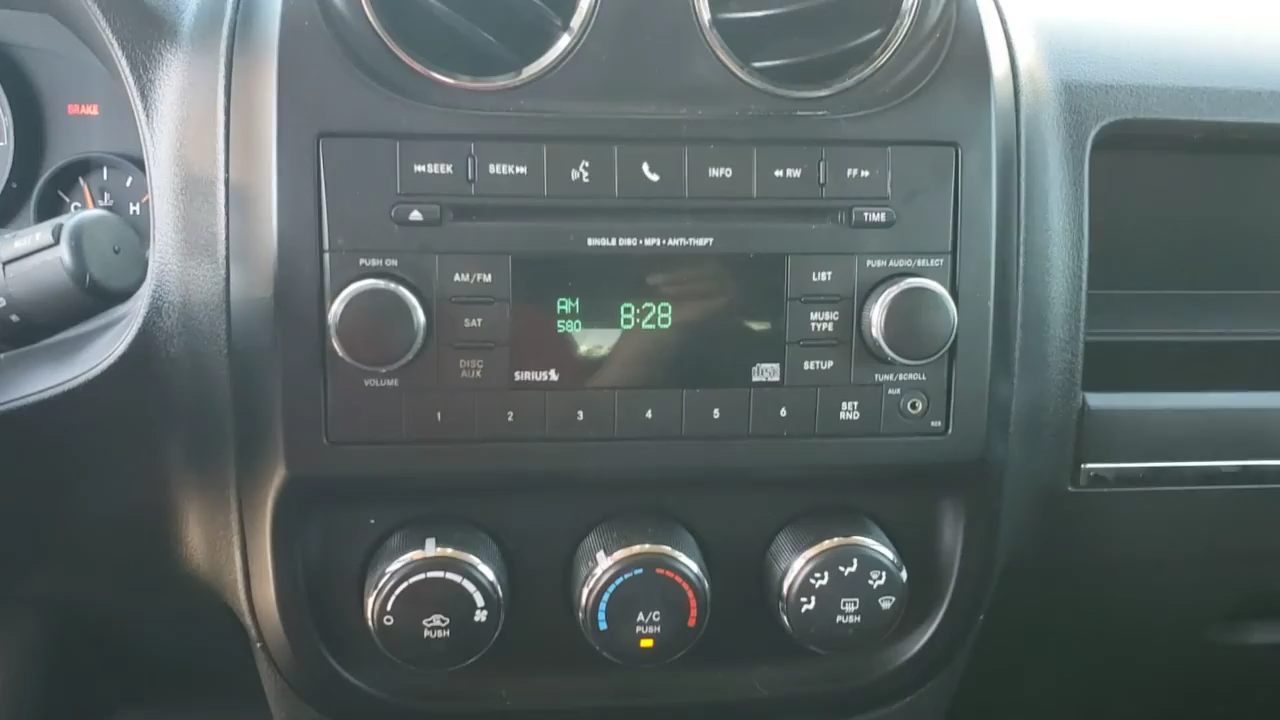 BRAKE
C H
SEEK SEEK INFO RW FF
TIME
SINGLE DISC • MP3 • ANTI-THEFT
PUSH ON
PUSH AUDIO/SELECT
AM/FM
LIST
SAT
MUSIC
TYPE
DISC
AUX
SETUP
AM
580
8:28
SIRIUS
VOLUME
TUNE/SCROLL
1 2 3 4 5 6
SET
RND
AUX
O
PUSH
A/C
PUSH
PUSH